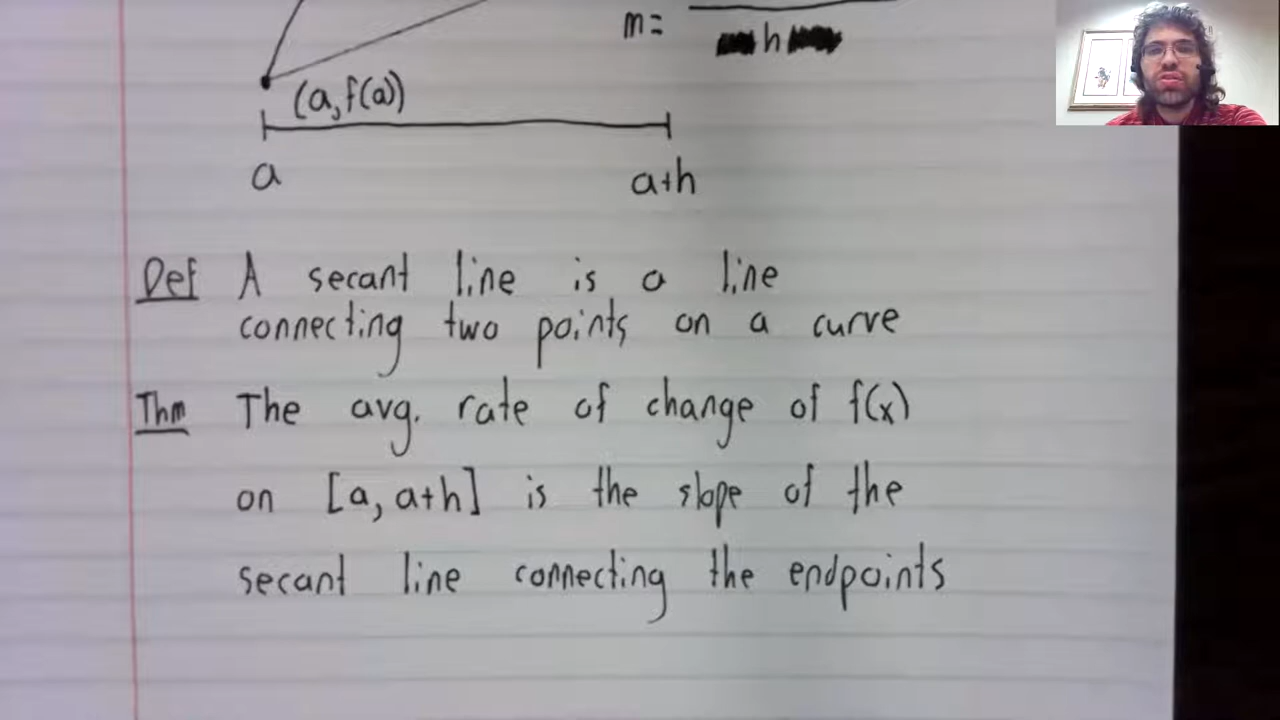 m=
h
(a, f(a))
a
a+h
Def A secant line is a line
connecting two points on a curve
Thm The avg. rate of change of f(x)
on [a, a+h] is the slope of the
secant line connecting the endpoints